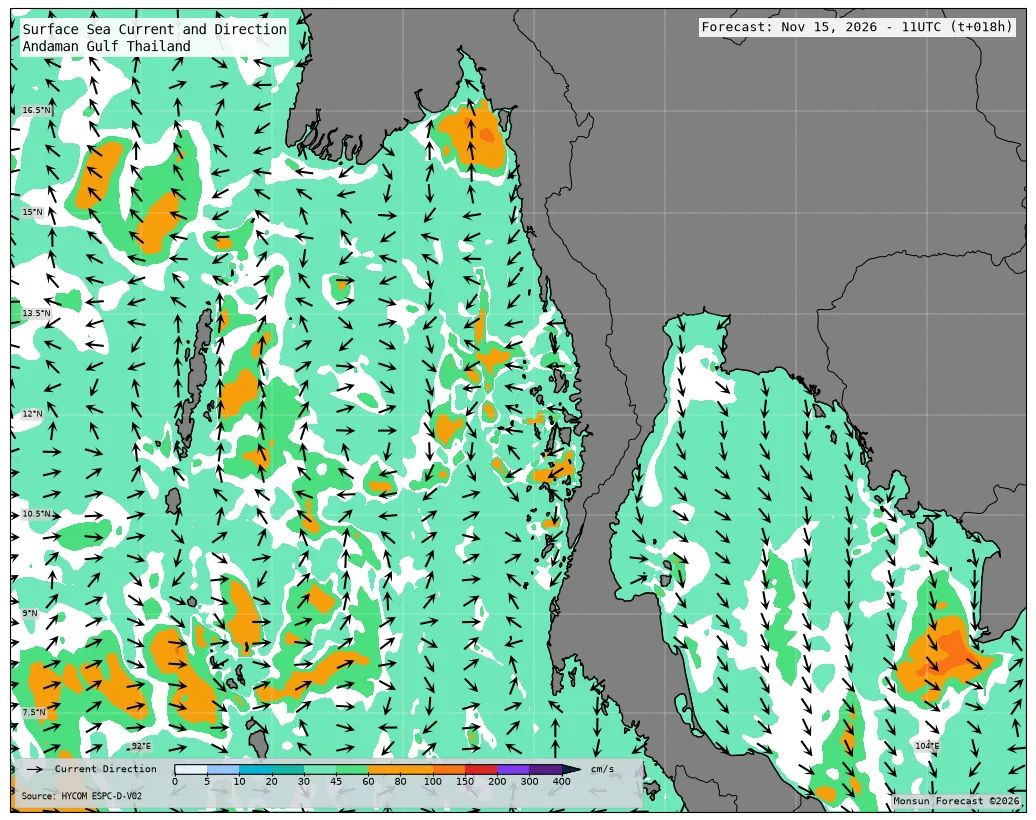 Surface Sea Current and Direction
Andaman Gulf Thailand
Forecast: Nov 15, 2026 - 11UTC (t+018h)
16.5°N
15°N
13.5°N
12°N
10.5°N
9°N
7.5°N
92°E
104°E
Current Direction
0 5 10 20 30 45 60 80 100 150 200 300 400 cm/s
Source: HYCOM ESPC-D-V02
Monsun Forecast ©2026